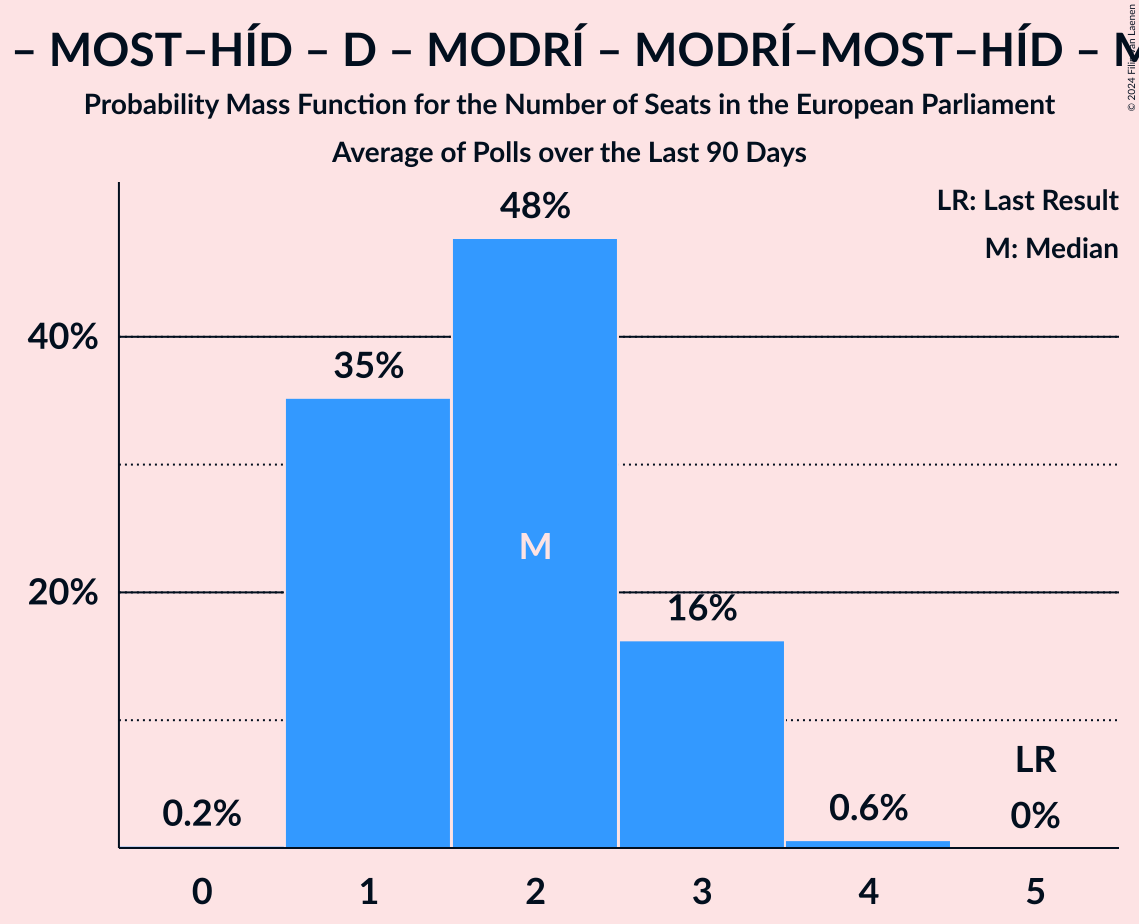 – MOST–HÍD – D – MODRÍ – MODRÍ–MOST–HÍD –
© 2024 Filip van Laenen
Probability Mass Function for the Number of Seats in the European Parliament
Average of Polls over the Last 90 Days
LR: Last Result
M: Median
48%
40%
35%
M
20%
16%
LR
0.2%
0.6%
0%
0 1 2 3 4 5